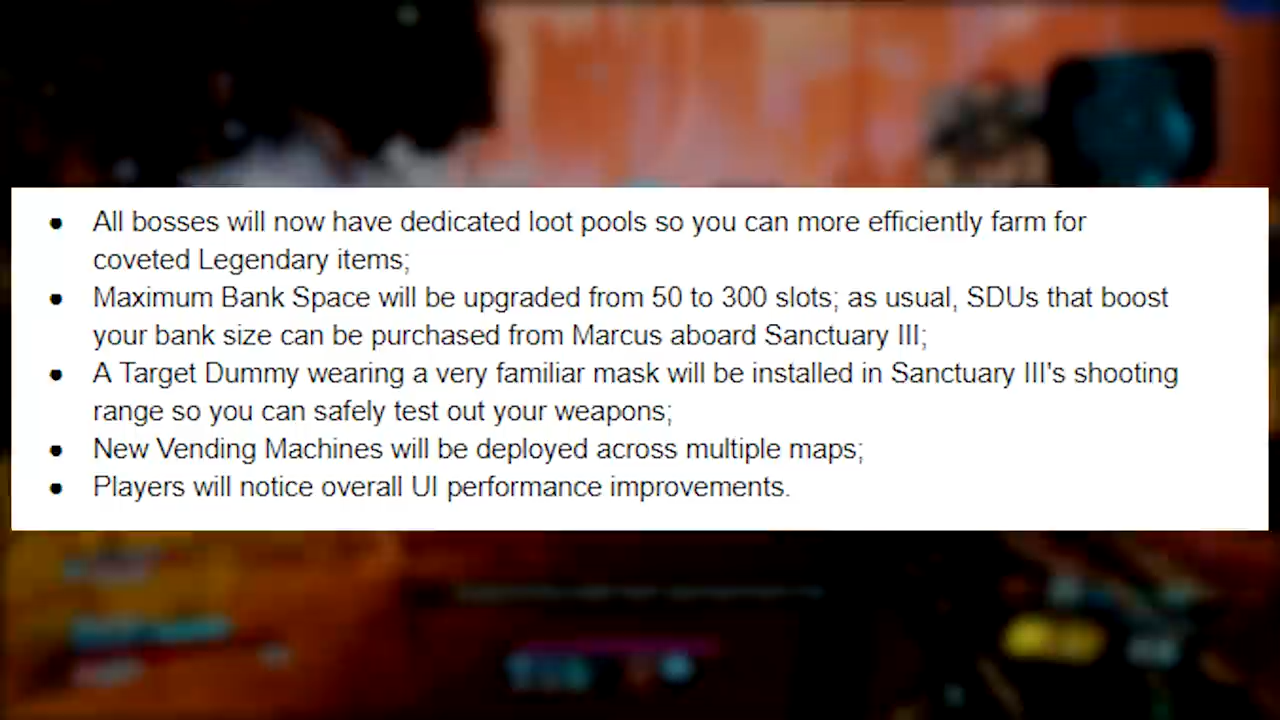 ● All bosses will now have dedicated loot pools so you can more efficiently farm for
coveted Legendary items;
● Maximum Bank Space will be upgraded from 50 to 300 slots; as usual, SDUs that boost
your bank size can be purchased from Marcus aboard Sanctuary III;
● A Target Dummy wearing a very familiar mask will be installed in Sanctuary III's shooting
range so you can safely test out your weapons;
● New Vending Machines will be deployed across multiple maps;
● Players will notice overall UI performance improvements.